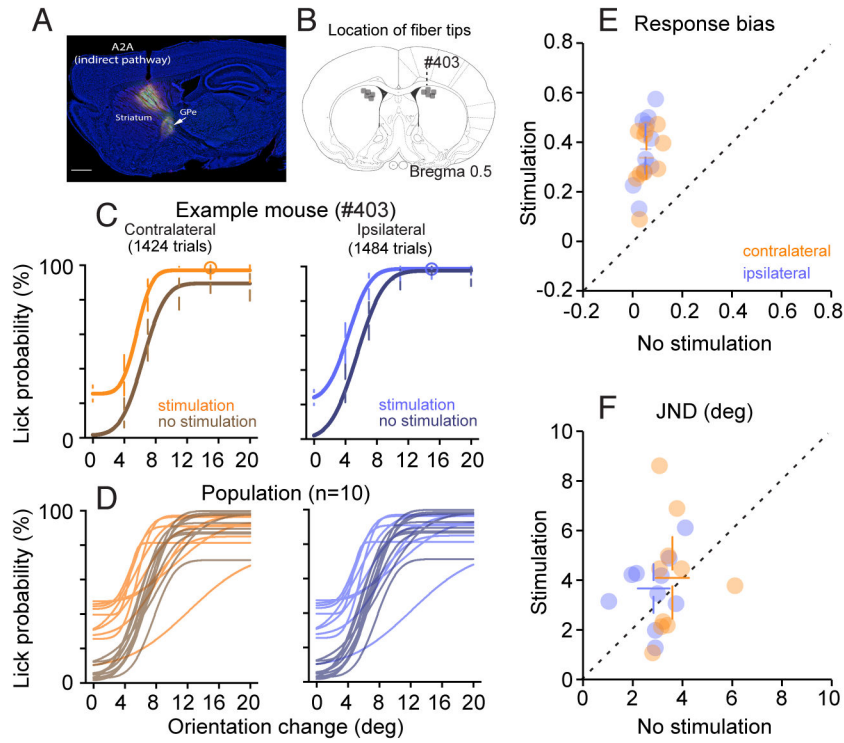 A
A2A
(indirect pathway)
Striatum
GPe
B
Location of fiber tips
#403
Bregma 0.5
C
Example mouse (#403)
Contralateral
(1424 trials)
Ipsilateral
(1484 trials)
Lick probability (%)
100
0
stimulation
no stimulation
0 4 8 12 16 20
stimulation
no stimulation
0 4 8 12 16 20
D
Population (n=10)
Lick probability (%)
100
0
0 4 8 12 16 20
0 4 8 12 16 20
Orientation change (deg)
E
Response bias
Stimulation
0.8
0.6
0.4
0.2
0
-0.2
contralateral
ipsilateral
-0.2 0 0.2 0.4 0.6 0.8
No stimulation
F
JND (deg)
Stimulation
10
8
6
4
2
0
0 2 4 6 8 10
No stimulation